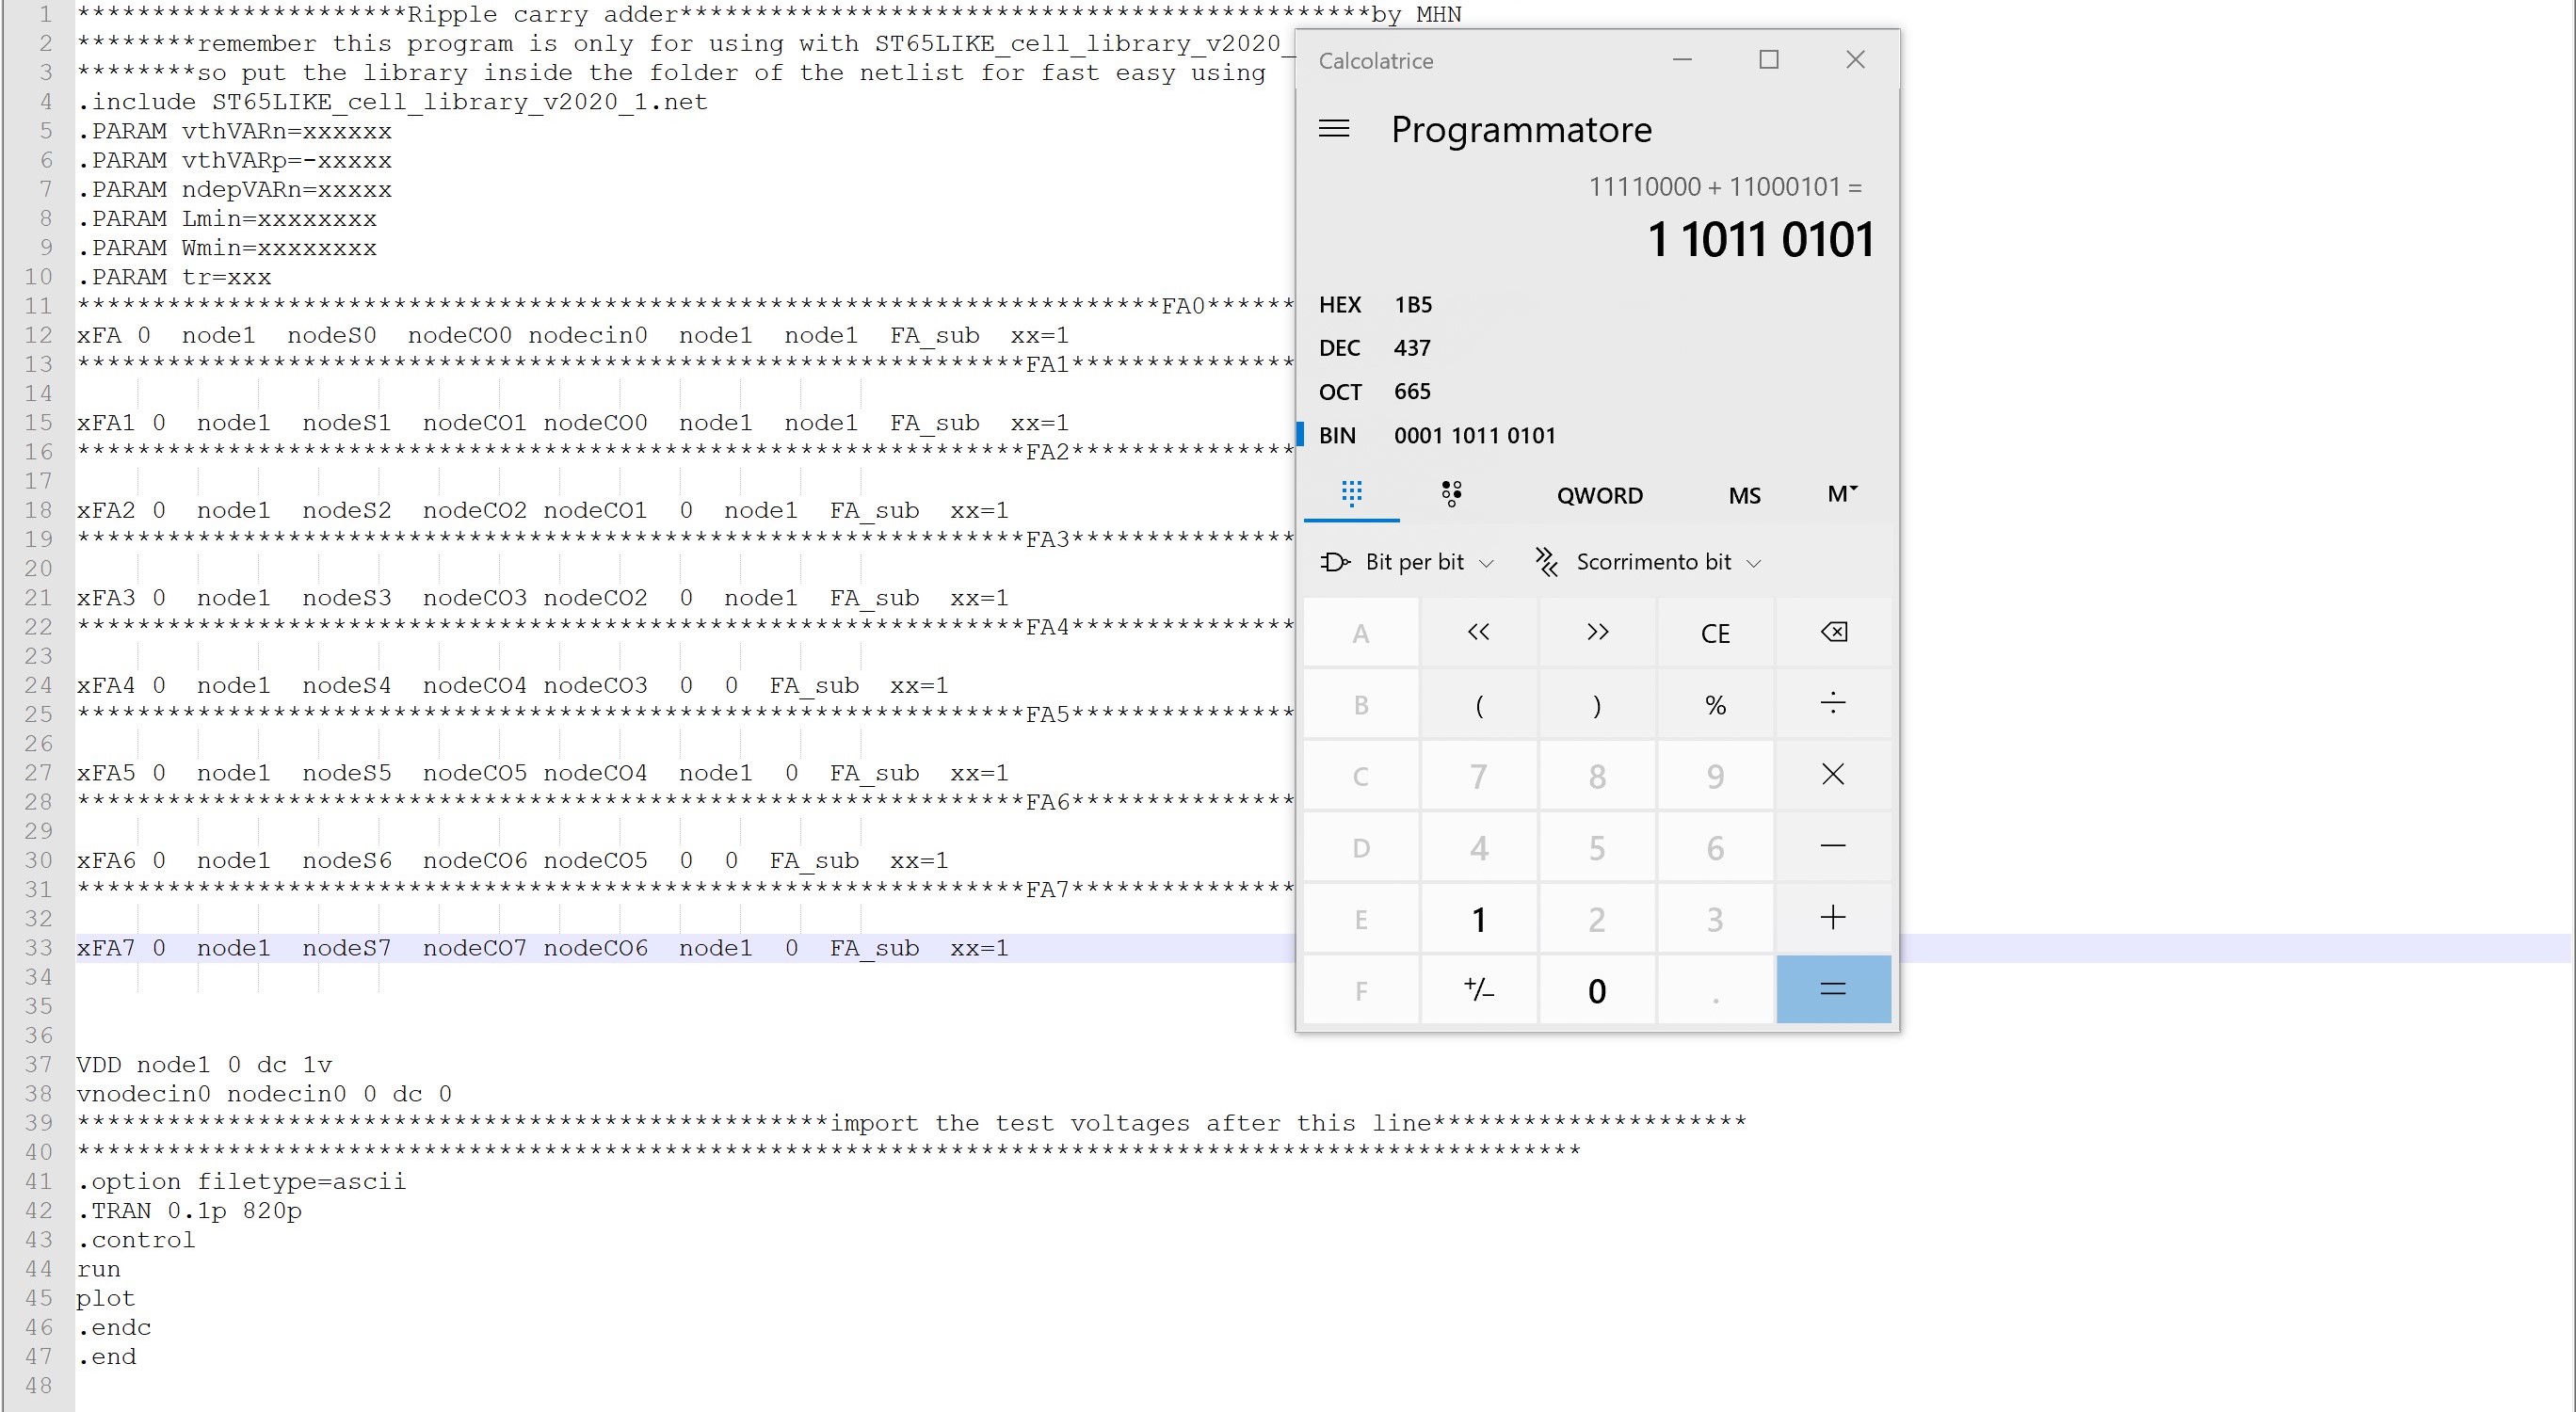 1 **********************Ripple carry adder**********************************************by MHN
2 ********remember this program is only for using with ST65LIKE_cell_library_v2020_
3 ********so put the library inside the folder of the netlist for fast easy using
4 .include ST65LIKE_cell_library_v2020_1.net
5 .PARAM vthVARn=xxxxxx
6 .PARAM vthVARp=-xxxxx
7 .PARAM ndepVARn=xxxxx
8 .PARAM Lmin=xxxxxxxx
9 .PARAM Wmin=xxxxxxxx
10 .PARAM tr=xxx
11 ************************************************************************FA0******
12 xFA 0 node1 nodeS0 nodeCO0 nodecin0 node1 node1 FA_sub xx=1
13 ***************************************************************FA1***************
14
15 xFA1 0 node1 nodeS1 nodeCO1 nodeCO0 node1 node1 FA_sub xx=1
16 ***************************************************************FA2***************
17
18 xFA2 0 node1 nodeS2 nodeCO2 nodeCO1 0 node1 FA_sub xx=1
19 ***************************************************************FA3***************
20
21 xFA3 0 node1 nodeS3 nodeCO3 nodeCO2 0 node1 FA_sub xx=1
22 ***************************************************************FA4***************
23
24 xFA4 0 node1 nodeS4 nodeCO4 nodeCO3 0 0 FA_sub xx=1
25 ***************************************************************FA5***************
26
27 xFA5 0 node1 nodeS5 nodeCO5 nodeCO4 node1 0 FA_sub xx=1
28 ***************************************************************FA6***************
29
30 xFA6 0 node1 nodeS6 nodeCO6 nodeCO5 0 0 FA_sub xx=1
31 ***************************************************************FA7***************
32
33 xFA7 0 node1 nodeS7 nodeCO7 nodeCO6 node1 0 FA_sub xx=1
34
35
36
37 VDD node1 0 dc 1v
38 vnodecin0 nodecin0 0 dc 0
39 **************************************************import the test voltages after this line*********************
40 ****************************************************************************************************
41 .option filetype=ascii
42 .TRAN 0.1p 820p
43 .control
44 run
45 plot
46 .endc
47 .end
48
Calcolatrice
Programmatore
11110000 + 11000101 =
1 1011 0101
HEX 1B5
DEC 437
OCT 665
BIN 0001 1011 0101
QWORD MS M
Bit per bit Scorrimento bit
A << >> CE
B ( ) % ÷
C 7 8 9 ×
D 4 5 6 −
E 1 2 3 +
F +/− 0 . =